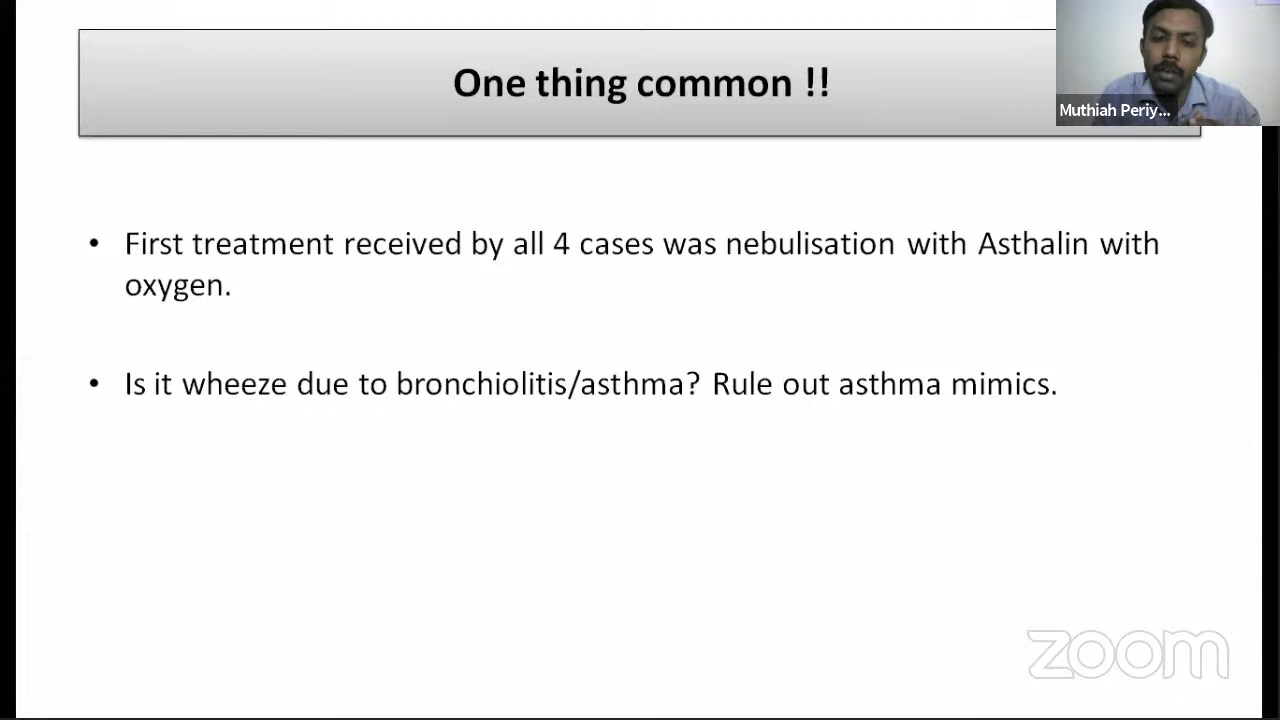 One thing common !!
Muthiah Periy...
• First treatment received by all 4 cases was nebulisation with Asthalin with
oxygen.
• Is it wheeze due to bronchiolitis/asthma? Rule out asthma mimics.
zoom